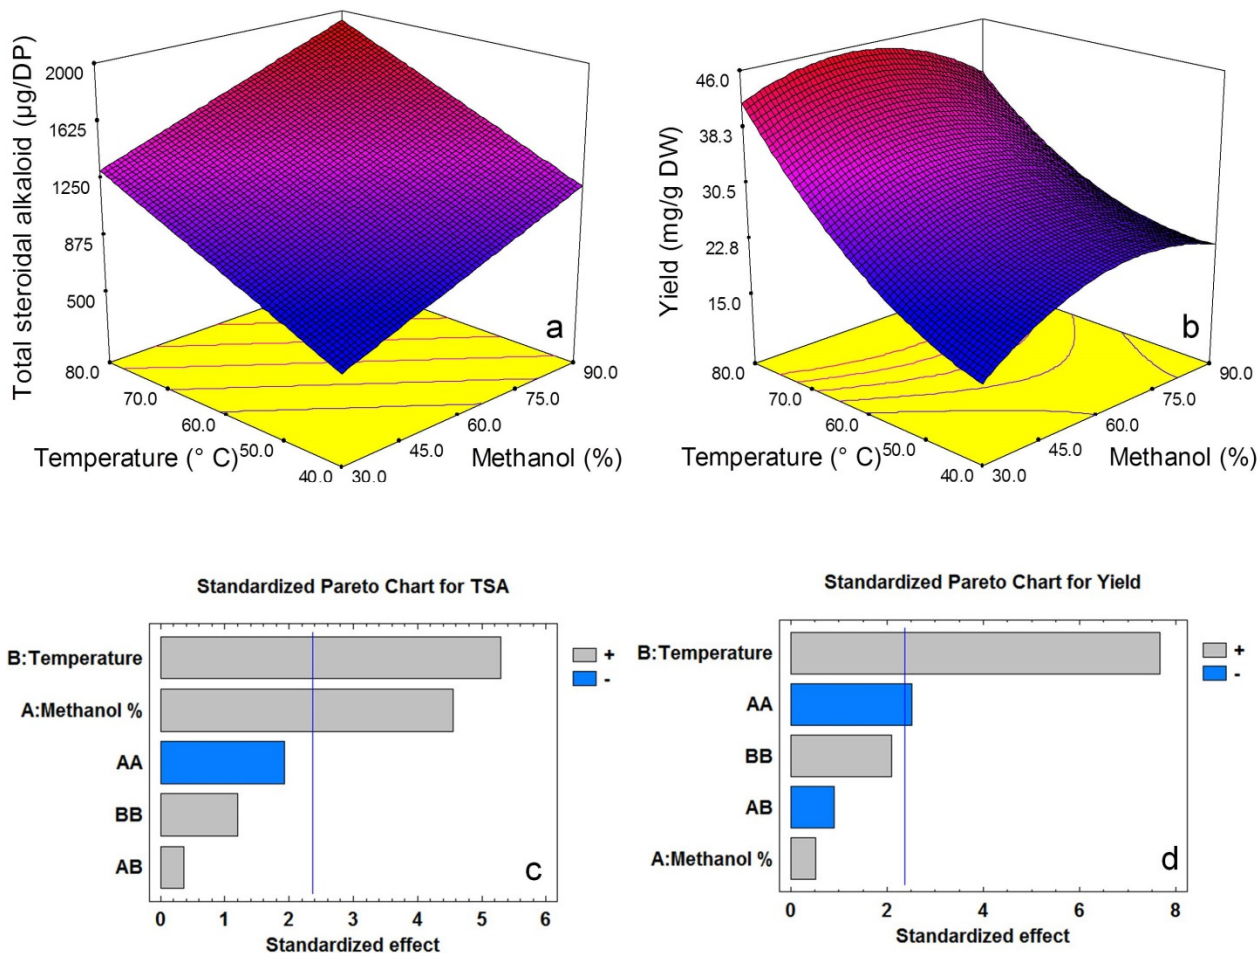 Total steroidal alkaloid (µg/DP)
2000
1625
1250
875
500
80.0
70.0
60.0
50.0
40.0
Temperature (° C)
30.0
45.0
60.0
75.0
90.0
Methanol (%)
a
Yield (mg/g DW)
46.0
38.3
30.5
22.8
15.0
80.0
70.0
60.0
50.0
40.0
Temperature (° C)
30.0
45.0
60.0
75.0
90.0
Methanol (%)
b
Standardized Pareto Chart for TSA
B:Temperature
A:Methanol %
AA
BB
AB
+
-
c
0 1 2 3 4 5 6
Standardized effect
Standardized Pareto Chart for Yield
B:Temperature
AA
BB
AB
A:Methanol %
+
-
d
0 2 4 6 8
Standardized effect